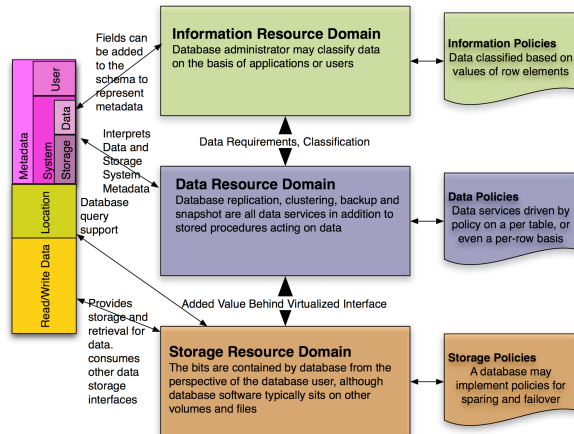 Fields can
be added
to the
schema to
represent
metadata
Information Resource Domain
Database administrator may classify data
on the basis of applications or users
Information Policies
Data classified based on
values of row elements
User
Data
Metadata
System
Storage
Interprets
Data and
Storage
System
Metadata
Data Requirements, Classification
Data Resource Domain
Database replication, clustering, backup and
snapshot are all data services in addition to
stored procedures acting on data
Data Policies
Data services driven by
policy on a per table, or
even a per-row basis
Location
Database
query
support
Read/Write Data
Added Value Behind Virtualized Interface
Provides
storage and
retrieval for
data.
consumes
other data
storage
interfaces
Storage Resource Domain
The bits are contained by database from the
perspective of the database user, although
database software typically sits on other
volumes and files
Storage Policies
A database may
implement policies for
sparing and failover